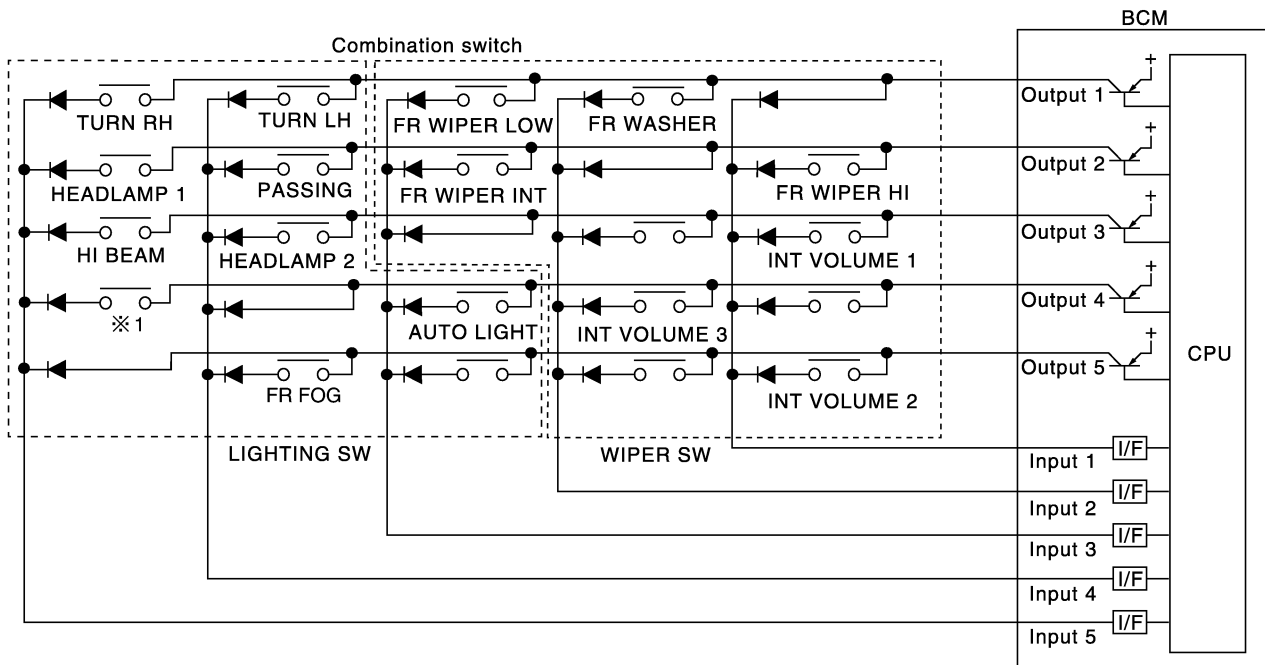 BCM
Combination switch
+
Output 1
TURN RH
TURN LH
FR WIPER LOW
FR WASHER
+
Output 2
HEADLAMP 1
PASSING
FR WIPER INT
FR WIPER HI
+
Output 3
HI BEAM
HEADLAMP 2
INT VOLUME 1
+
Output 4
※1
AUTO LIGHT
INT VOLUME 3
+
CPU
Output 5
FR FOG
INT VOLUME 2
LIGHTING SW
WIPER SW
Input 1
I/F
Input 2
I/F
Input 3
I/F
Input 4
I/F
Input 5
I/F